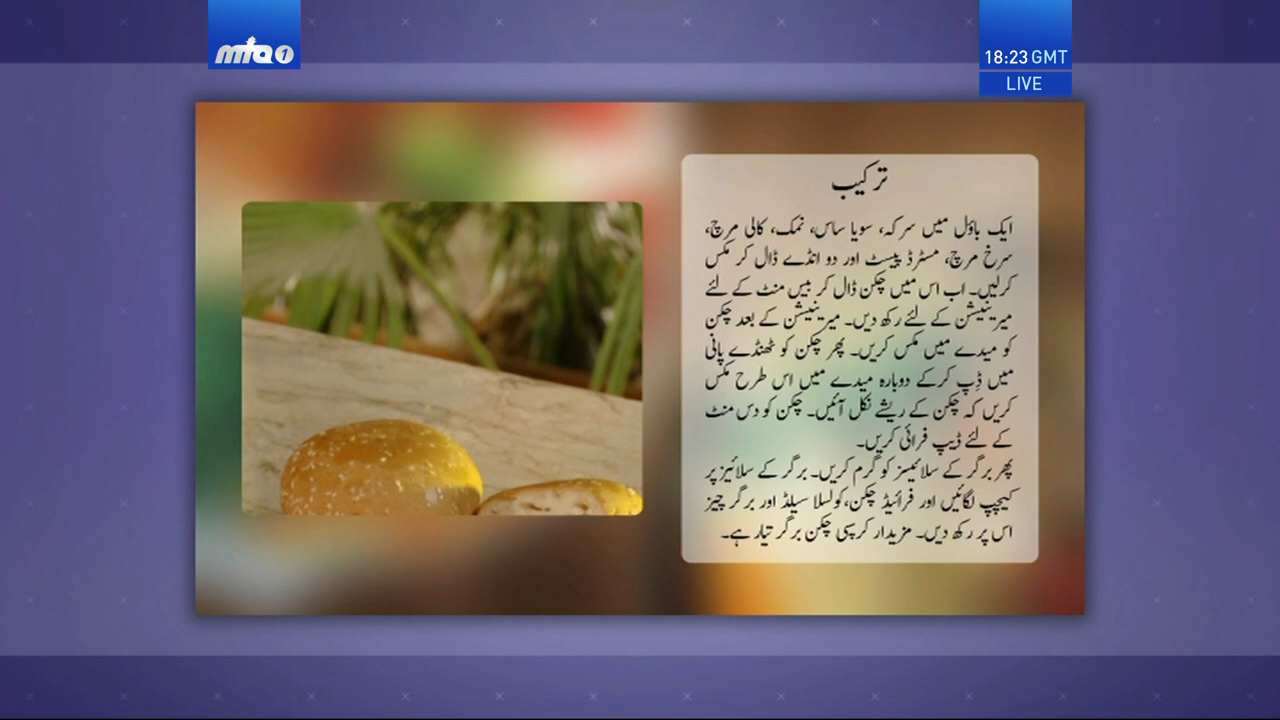 mta 1
18:23 GMT
LIVE
ترکیب
ایک باؤل میں سرکہ، سویا ساس، نمک، کالی مرچ،
سرخ مرچ، مسٹرڈ پیسٹ اور دو انڈے ڈال کر مکس
کرلیں۔ اب اس میں چکن ڈال کر بیس منٹ کے لئے
میرینیشن کے لئے رکھ دیں۔ میرینیشن کے بعد چکن
کو میدے میں مکس کریں۔ پھر چکن کو ٹھنڈے پانی
میں ڈِپ کرکے دوبارہ میدے میں اس طرح مکس
کریں کہ چکن کے ریشے نکل آئیں۔ چکن کو دس منٹ
کے لئے ڈیپ فرائی کریں۔
پھر برگر کے سلائیسز کو گرم کریں۔ برگر کے سلائیز پر
کیچپ لگائیں اور فرائیڈ چکن،کولسلا سیلڈ اور برگر چیز
اس پر رکھ دیں۔ مزیدار کرسپی چکن برگر تیار ہے۔